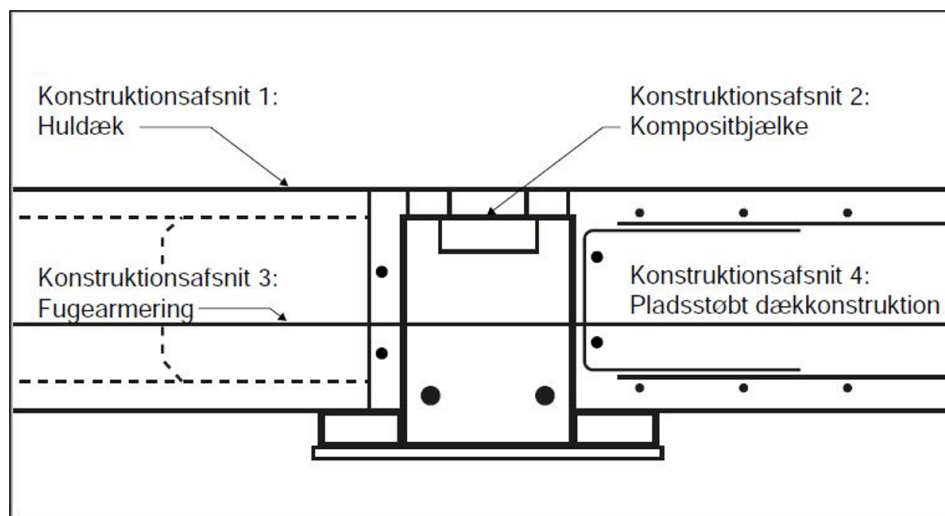 Konstruktionsafsnit 1:
Huldæk
Konstruktionsafsnit 2:
Kompositbjælke
Konstruktionsafsnit 3:
Fugearmering
Konstruktionsafsnit 4:
Pladsstøbt dækkonstruktion